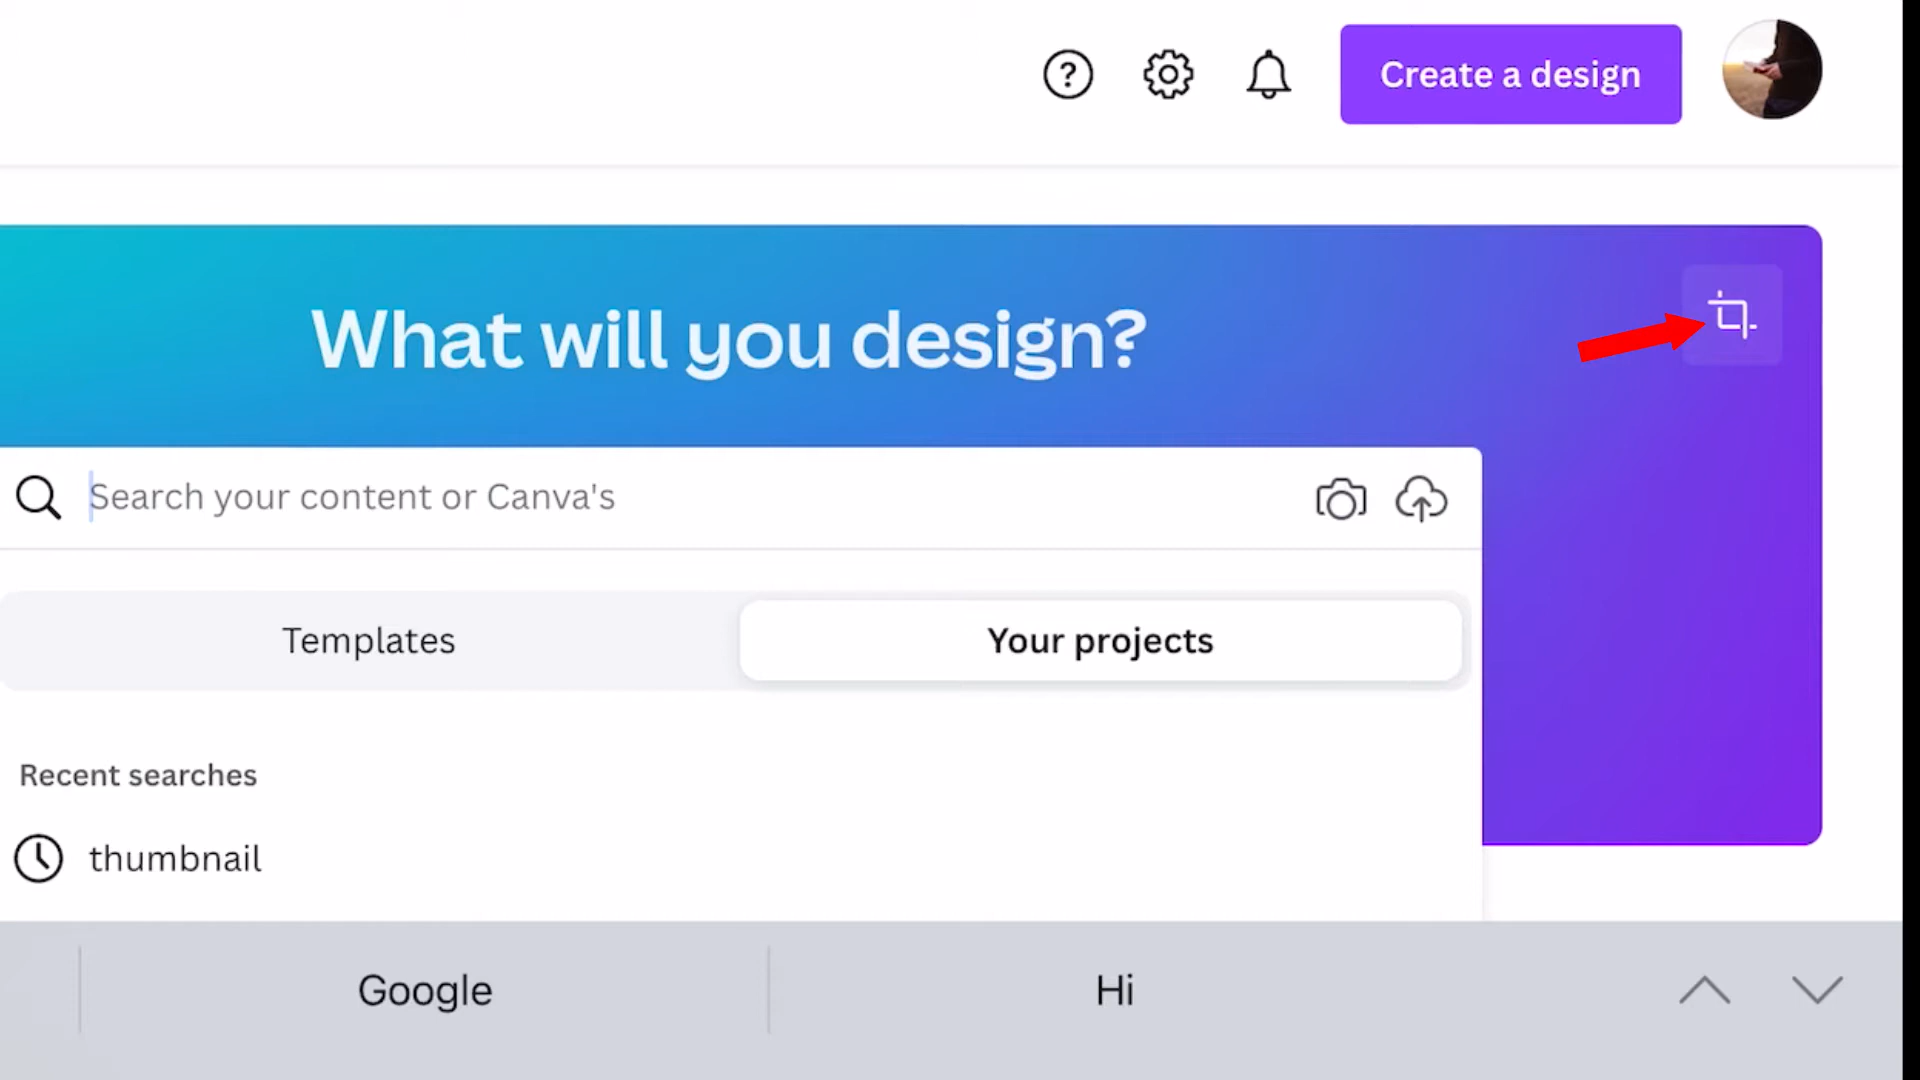 Create a design
What will you design?
Search your content or Canva's
Templates
Your projects
Recent searches
thumbnail
Google
Hi